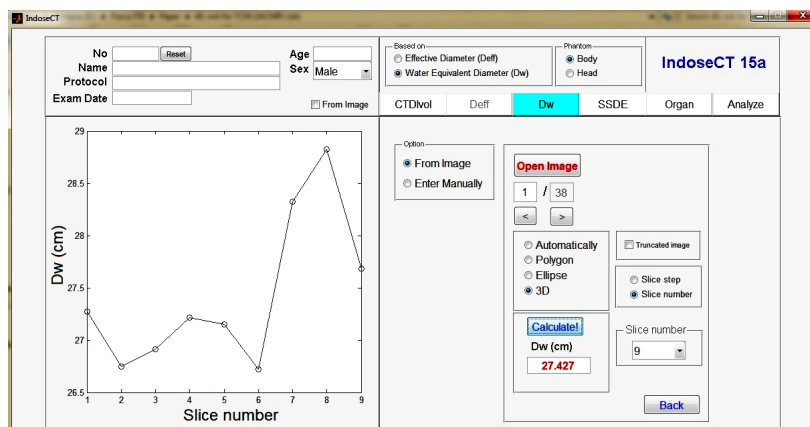 IndoseCT
No
Reset
Age
Name
Sex Male
Protocol
Exam Date
From Image
Based on
Effective Diameter (Deff)
Water Equivalent Diameter (Dw)
Phantom
Body
Head
IndoseCT 15a
CTDIvol Deff Dw SSDE Organ Analyze
29
28.5
28
27.5
27
26.5
Dw (cm)
1 2 3 4 5 6 7 8 9
Slice number
Option
From Image
Enter Manually
Open Image
1 / 38
< >
Automatically
Polygon
Ellipse
3D
Truncated image
Slice step
Slice number
Calculate!
Dw (cm)
27.427
Slice number
9
Back